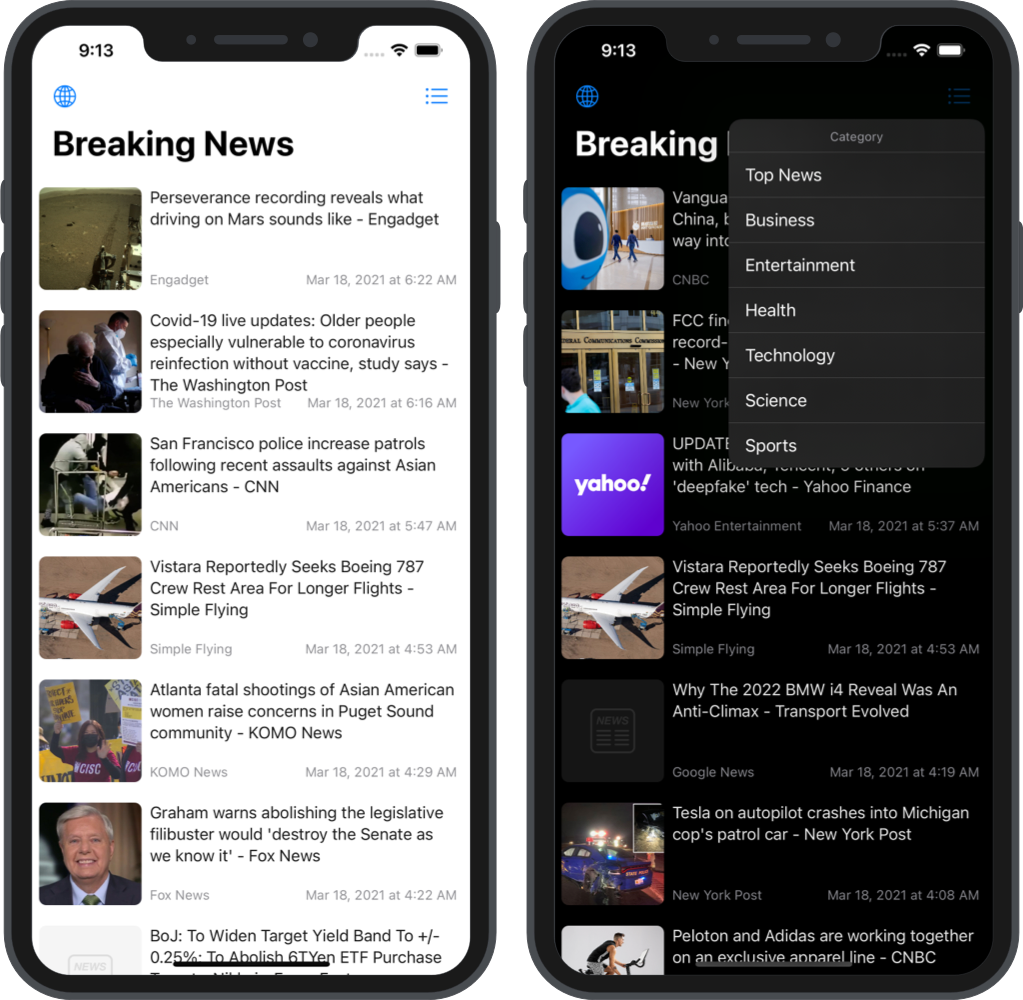 9:13
Breaking News
Perseverance recording reveals what
driving on Mars sounds like - Engadget
Engadget
Mar 18, 2021 at 6:22 AM
Covid-19 live updates: Older people
especially vulnerable to coronavirus
reinfection without vaccine, study says -
The Washington Post
The Washington Post
Mar 18, 2021 at 6:16 AM
San Francisco police increase patrols
following recent assaults against Asian
Americans - CNN
CNN
Mar 18, 2021 at 5:47 AM
Vistara Reportedly Seeks Boeing 787
Crew Rest Area For Longer Flights -
Simple Flying
Simple Flying
Mar 18, 2021 at 4:53 AM
Atlanta fatal shootings of Asian American
women raise concerns in Puget Sound
community - KOMO News
KOMO News
Mar 18, 2021 at 4:29 AM
CISC
Graham warns abolishing the legislative
filibuster would 'destroy the Senate as
we know it' - Fox News
Fox News
Mar 18, 2021 at 4:22 AM
NEWS
BoJ: To Widen Target Yield Band To +/-
0.25%; To Abolish 6TYen ETF Purchase
9:13
Breaking
Category
Top News
Business
Entertainment
Health
Technology
Science
Sports
Vangua
China, b
way into
CNBC
FCC fin
record-
- New Y
New York
UPDATE
with Alibaba, Tencent,
'deepfake' tech - Yahoo Finance
yahoo!
Yahoo Entertainment
Mar 18, 2021 at 5:37 AM
Vistara Reportedly Seeks Boeing 787
Crew Rest Area For Longer Flights -
Simple Flying
Simple Flying
Mar 18, 2021 at 4:53 AM
NEWS
Why The 2022 BMW i4 Reveal Was An
Anti-Climax - Transport Evolved
Google News
Mar 18, 2021 at 4:19 AM
Tesla on autopilot crashes into Michigan
cop's patrol car - New York Post
New York Post
Mar 18, 2021 at 4:08 AM
Peloton and Adidas are working together
on an exclusive apparel line - CNBC